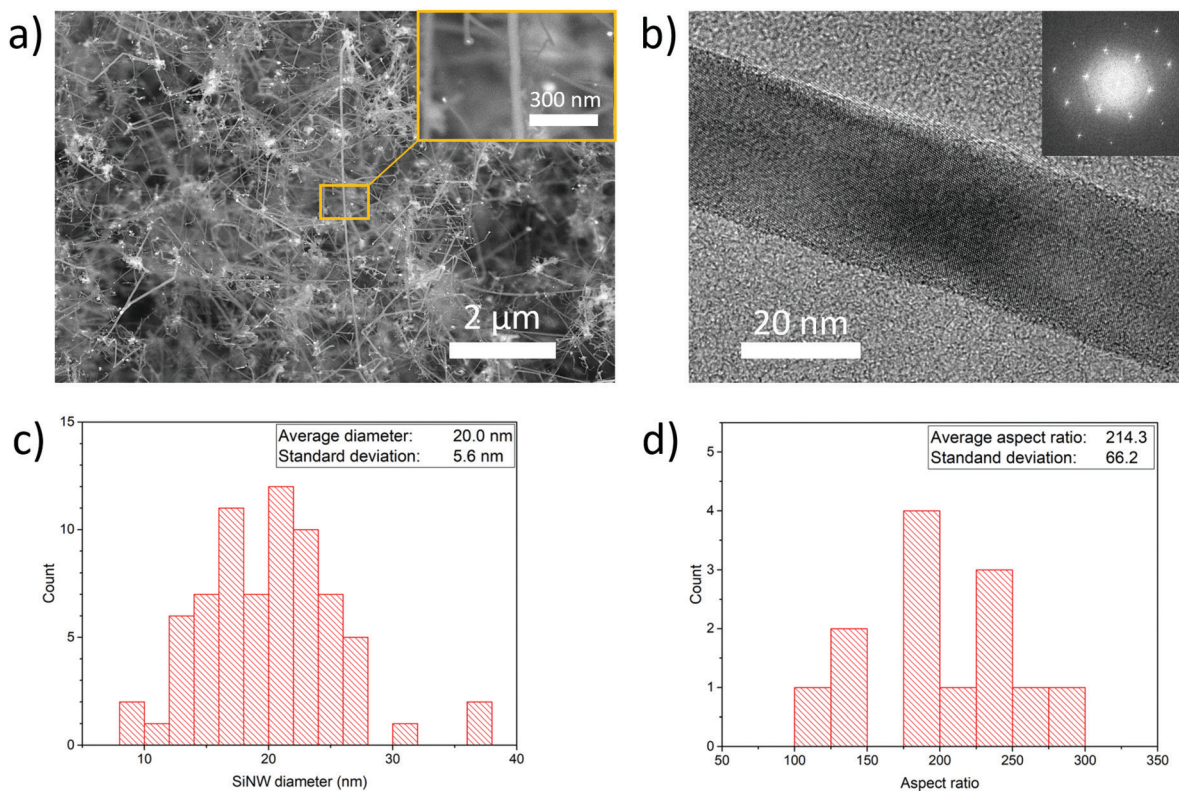 a)
300 nm
2 µm
b)
20 nm
c)
15
10
5
0
Count
Average diameter: 20.0 nm
Standard deviation: 5.6 nm
10 20 30 40
SiNW diameter (nm)
d)
5
4
3
2
1
0
Count
Average aspect ratio: 214.3
Standand deviation: 66.2
50 100 150 200 250 300 350
Aspect ratio